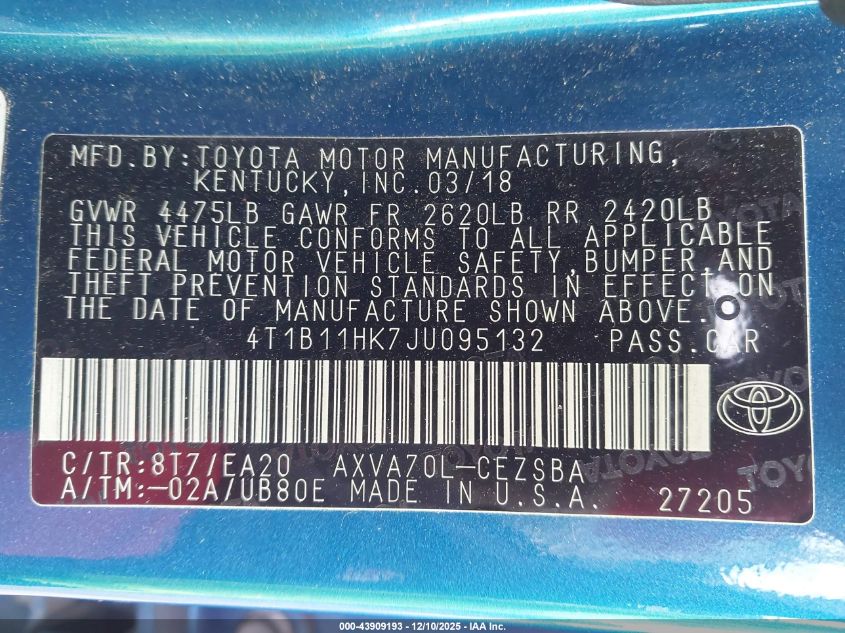 MFD.BY:TOYOTA MOTOR MANUFACTURING,
KENTUCKY,INC.03/18
GVWR 4475LB GAWR FR 2620LB RR 2420LB
THIS VEHICLE CONFORMS TO ALL APPLICABLE
FEDERAL MOTOR VEHICLE SAFETY,BUMPER,AND
THEFT PREVENTION STANDARDS IN EFFECT ON
THE DATE OF MANUFACTURE SHOWN ABOVE.
4T1B11HK7JU095132 PASS.CAR
C/TR:8T7/EA20 AXVA70L-CEZSBA
A/TM:-02A/UB80E MADE IN U.S.A. 27205
000-43909193 - 12/10/2025 - IAA Inc.